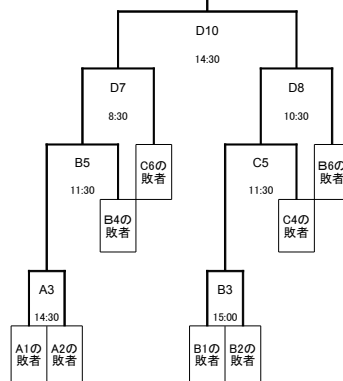 D10
14:30
D7
8:30
D8
10:30
B5
11:30
C6の
敗者
C5
11:30
B6の
敗者
B4の
敗者
C4の
敗者
A3
14:30
B3
15:00
A1の
敗者
A2の
敗者
B1の
敗者
B2の
敗者